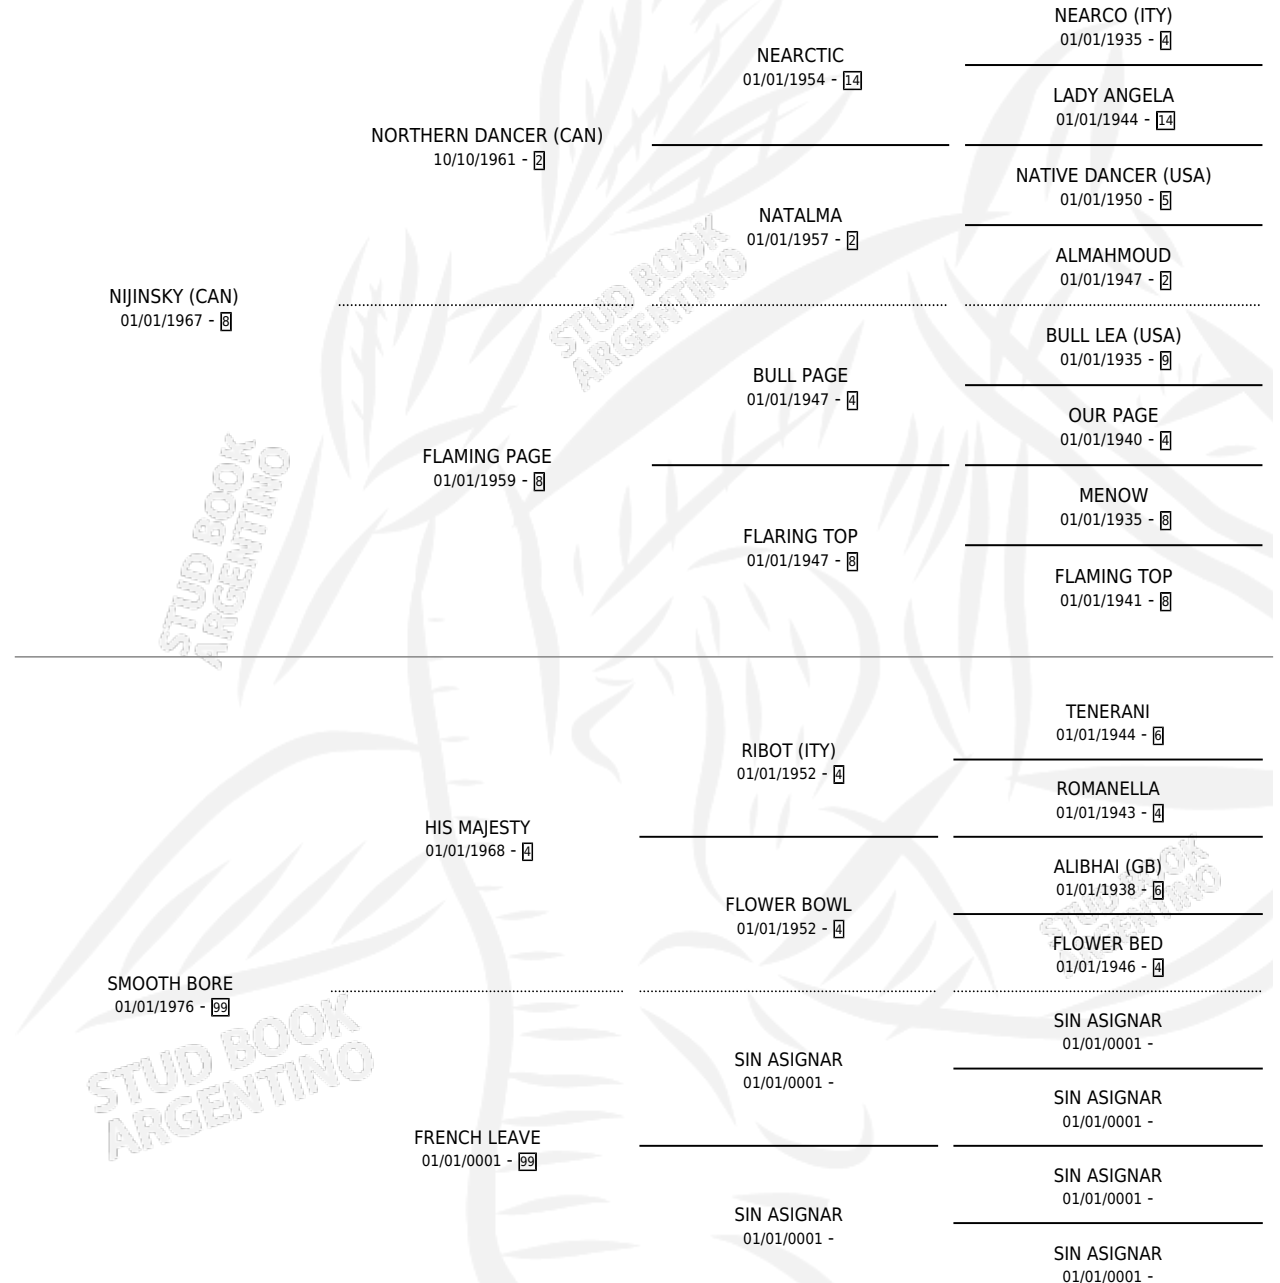 NEARCO (ITY)
01/01/1935 - 4
NEARCTIC
01/01/1954 - 14
LADY ANGELA
01/01/1944 - 14
NORTHERN DANCER (CAN)
10/10/1961 - 2
NATIVE DANCER (USA)
01/01/1950 - 5
NATALMA
01/01/1957 - 2
ALMAHMOUD
01/01/1947 - 2
STUD BOOK
ARGENTINO
NIJINSKY (CAN)
01/01/1967 - 8
BULL LEA (USA)
01/01/1935 - 9
BULL PAGE
01/01/1947 - 4
OUR PAGE
01/01/1940 - 4
FLAMING PAGE
01/01/1959 - 8
MENOW
01/01/1935 - 8
FLARING TOP
01/01/1947 - 8
FLAMING TOP
01/01/1941 - 8
STUD BOOK
ARGENTINO
TENERANI
01/01/1944 - 6
RIBOT (ITY)
01/01/1952 - 4
ROMANELLA
01/01/1943 - 4
HIS MAJESTY
01/01/1968 - 4
ALIBHAI (GB)
01/01/1938 - 6
FLOWER BOWL
01/01/1952 - 4
FLOWER BED
01/01/1946 - 4
STUD BOOK
ARGENTINO
SMOOTH BORE
01/01/1976 - 99
STUD BOOK
ARGENTINO
SIN ASIGNAR
01/01/0001 -
SIN ASIGNAR
01/01/0001 -
SIN ASIGNAR
01/01/0001 -
FRENCH LEAVE
01/01/0001 - 99
SIN ASIGNAR
01/01/0001 -
SIN ASIGNAR
01/01/0001 -
SIN ASIGNAR
01/01/0001 -